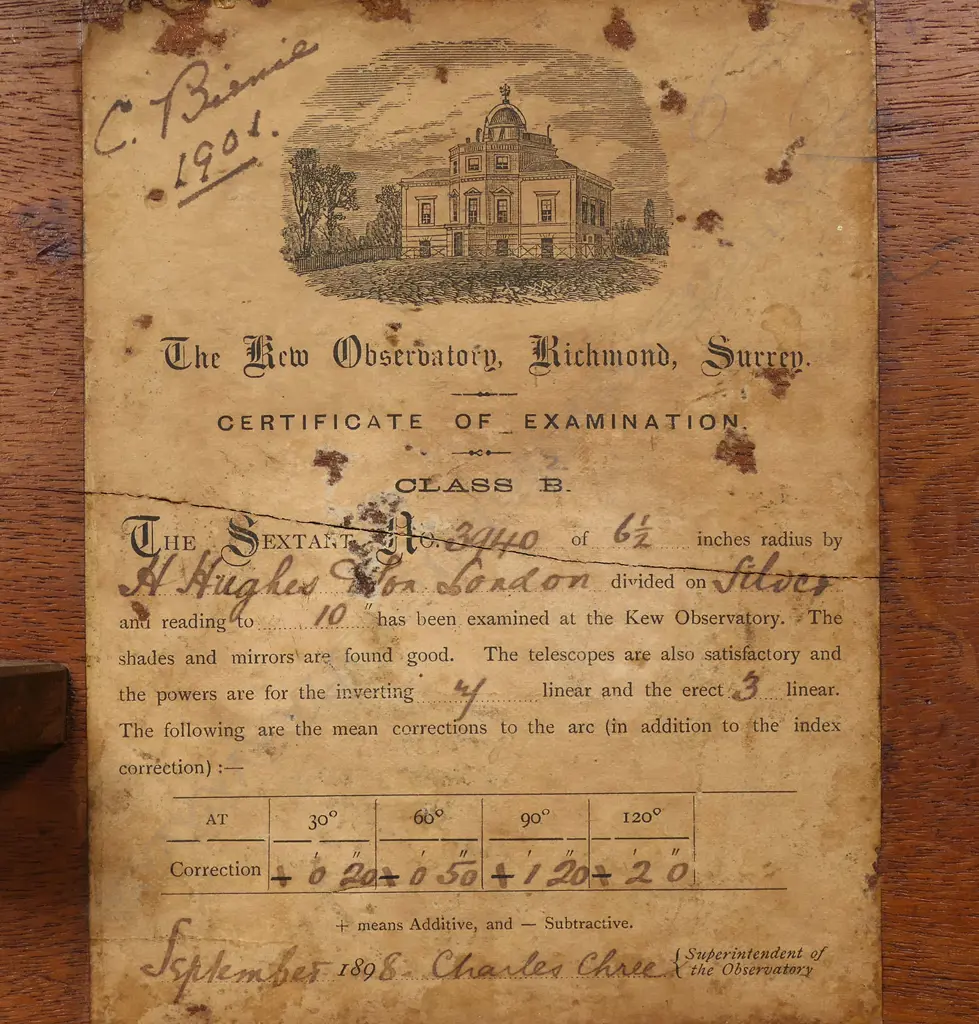 C. Birnie
1901.
The Kew Observatory, Richmond, Surrey.
CERTIFICATE OF EXAMINATION.
CLASS B.
THE SEXTANT No. 3940 of 6½ inches radius by
H Hughes & Son London divided on Silver
and reading to 10" has been examined at the Kew Observatory. The
shades and mirrors are found good. The telescopes are also satisfactory and
the powers are for the inverting linear and the erect 3 linear.
The following are the mean corrections to the arc (in addition to the index
correction) :—
AT 30° 60° 90° 120°
Correction + 0' 20" + 0' 50" + 1' 20" + 2' 0"
+ means Additive, and — Subtractive.
September 1898. Charles Chree { Superintendent of
the Observatory